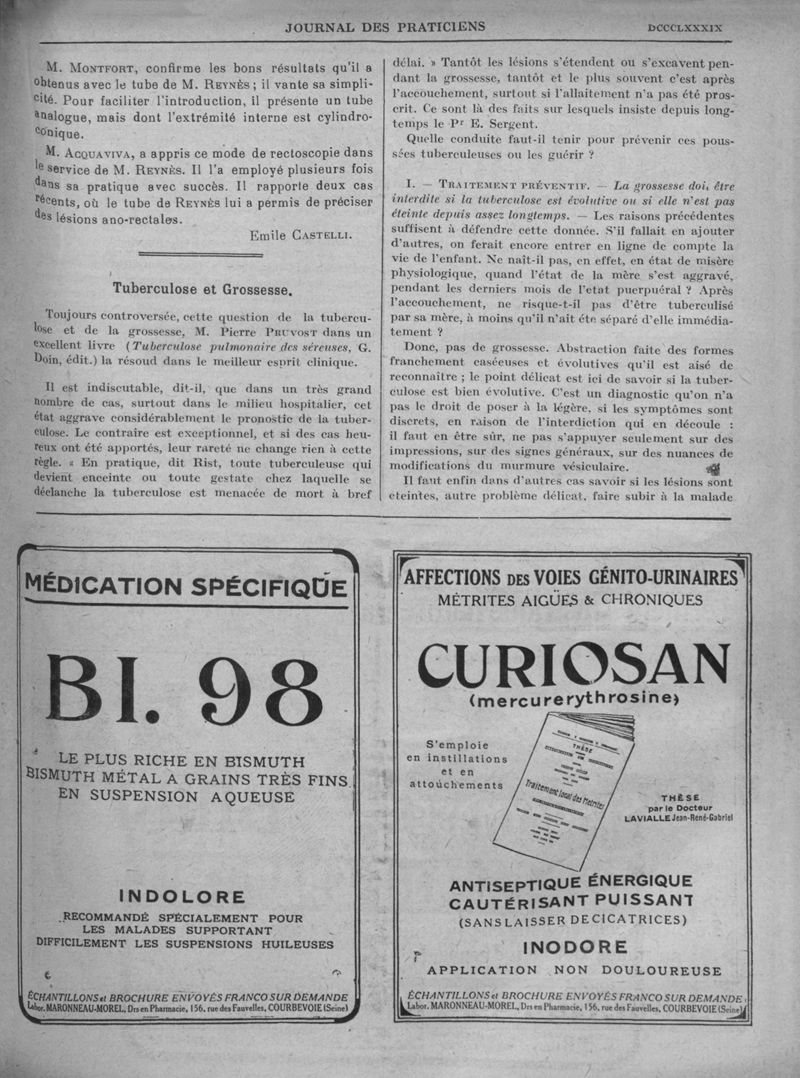 JOURNAL DES PRATICIENS
DCCCLXXXIX
M. MONTFORT, confirme les bons résultats qu'il a
obtenus avec le tube de M. REYNÈS ; il vante sa simpli-
cité. Pour faciliter l'introduction, il présente un tube
analogue, mais dont l'extrémité interne est cylindro-
conique.
M. ACQUAVIVA, a appris ce mode de rectoscopie dans
le service de M. REYNÈS. Il l'a employé plusieurs fois
dans sa pratique avec succès. Il rapporte deux cas
récents, où le tube de REYNÈS lui a permis de préciser
des lésions ano-rectales.
Emile CASTELLI.
Tuberculose et Grossesse.
Toujours controversée, cette question de la tubercu-
lose et de la grossesse, M. Pierre PRUVOST dans un
excellent livre (Tuberculose pulmonaire des séreuses, G.
Doin, édit.) la résoud dans le meilleur esprit clinique.
Il est indiscutable, dit-il, que dans un très grand
nombre de cas, surtout dans le milieu hospitalier, cet
état aggrave considérablement le pronostic de la tuber-
culose. Le contraire est exceptionnel, et si des cas heu-
reux ont été apportés, leur rareté ne change rien à cette
règle. « En pratique, dit Rist, toute tuberculeuse qui
devient enceinte ou toute gestate chez laquelle se
déclanche la tuberculose est menacée de mort à bref
délai. » Tantôt les lésions s'étendent ou s'excavent pen-
dant la grossesse, tantôt et le plus souvent c'est après
l'accouchement, surtout si l'allaitement n'a pas été pros-
crit. Ce sont là des faits sur lesquels insiste depuis long-
temps le Pr E. Sergent.
Quelle conduite faut-il tenir pour prévenir ces pous-
sées tuberculeuses ou les guérir ?
I. — TRAITEMENT PRÉVENTIF. — La grossesse doi, être
interdite si la tuberculose est évolutive ou si elle n'est pas
éteinte depuis assez longtemps. — Les raisons précédentes
suffisent à défendre cette donnée. S'il fallait en ajouter
d'autres, on ferait encore entrer en ligne de compte la
vie de l'enfant. Ne naît-il pas, en effet, en état de misère
physiologique, quand l'état de la mère s'est aggravé,
pendant les derniers mois de l'etat puerpuéral ? Après
l'accouchement, ne risque-t-il pas d'être tuberculisé
par sa mère, à moins qu'il n'ait éte séparé d'elle immédia-
tement ?
Donc, pas de grossesse. Abstraction faite des formes
franchement caséeuses et évolutives qu'il est aisé de
reconnaître ; le point délicat est ici de savoir si la tuber-
culose est bien évolutive. C'est un diagnostic qu'on n'a
pas le droit de poser à la légère, si les symptômes sont
discrets, en raison de l'interdiction qui en découle :
il faut en être sûr, ne pas s'appuyer seulement sur des
impressions, sur des signes généraux, sur des nuances de
modifications du murmure vésiculaire.
Il faut enfin dans d'autres cas savoir si les lésions sont
eteintes, autre problème délicat, faire subir à la malade
MÉDICATION SPÉCIFIQUE
BI. 98
LE PLUS RICHE EN BISMUTH
BISMUTH MÉTAL A GRAINS TRÈS FINS
EN SUSPENSION AQUEUSE
INDOLORE
RECOMMANDÉ SPÉCIALEMENT POUR
LES MALADES SUPPORTANT
DIFFICILEMENT LES SUSPENSIONS HUILEUSES
ÉCHANTILLONS et BROCHURE ENVOYÉS FRANCO SUR DEMANDE
Labor. MARONNEAU-MOREL, Drs en Pharmacie, 156, rue des Fauvelles, COURBEVOIE (Seine)
AFFECTIONS DES VOIES GÉNITO-URINAIRES
MÉTRITES AIGÜES & CHRONIQUES
CURIOSAN
(mercurerythrosine)
S'emploie
en instillations
et en
attouchements
THÈSE
Traitement local des Métrites
THÈSE
par le Docteur
LAVIALLE Jean-René-Gabriel
ANTISEPTIQUE ÉNERGIQUE
CAUTÉRISANT PUISSANT
(SANS LAISSER DE CICATRICES)
INODORE
APPLICATION NON DOULOUREUSE
ÉCHANTILLONS et BROCHURE ENVOYÉS FRANCO SUR DEMANDE
Labor. MARONNEAU-MOREL, Drs en Pharmacie, 156, rue des Fauvelles, COURBEVOIE (Seine)